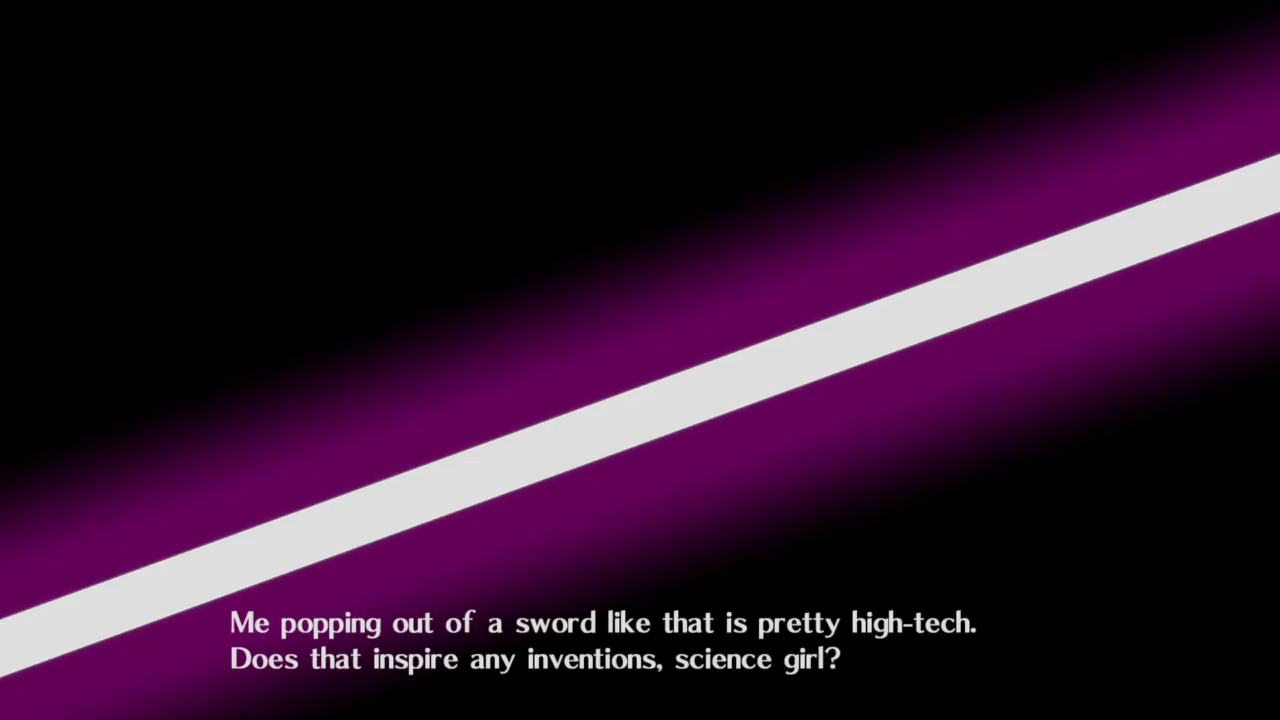 Me popping out of a sword like that is pretty high-tech.
Does that inspire any inventions, science girl?